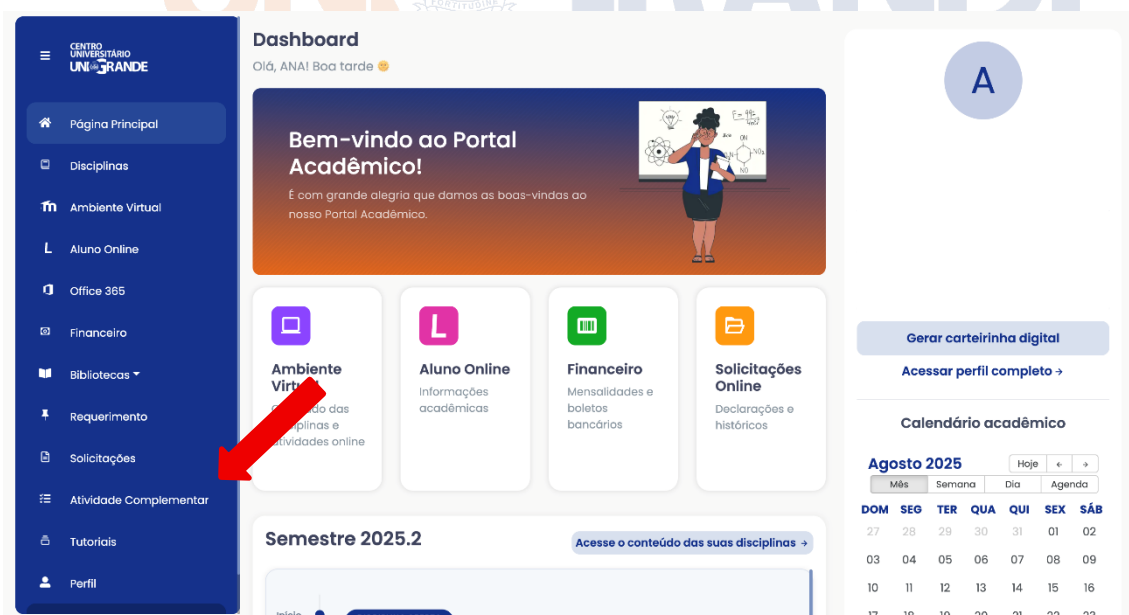 FORTITUDINE
CENTRO
UNIVERSITÁRIO
UNIGRANDE
Página Principal
Disciplinas
Ambiente Virtual
Aluno Online
Office 365
Financeiro
Bibliotecas
Requerimento
Solicitações
Atividade Complementar
Tutoriais
Perfil
Dashboard
Olá, ANA! Boa tarde
Bem-vindo ao Portal
Acadêmico!
É com grande alegria que damos as boas-vindas ao
nosso Portal Acadêmico.
Ambiente
das
atividades online
L
Aluno Online
Informações
acadêmicas
Financeiro
Mensalidades e
boletos
bancários
Solicitações
Online
Declarações e
históricos
Semestre 2025.2
Acesse o conteúdo das suas disciplinas →
A
Gerar carteirinha digital
Acessar perfil completo →
Calendário acadêmico
Agosto 2025
Hoje ← →
Mês Semana Dia Agenda
DOM SEG TER QUA QUI SEX SÁB
27 28 29 30 31 01 02
03 04 05 06 07 08 09
10 11 12 13 14 15 16